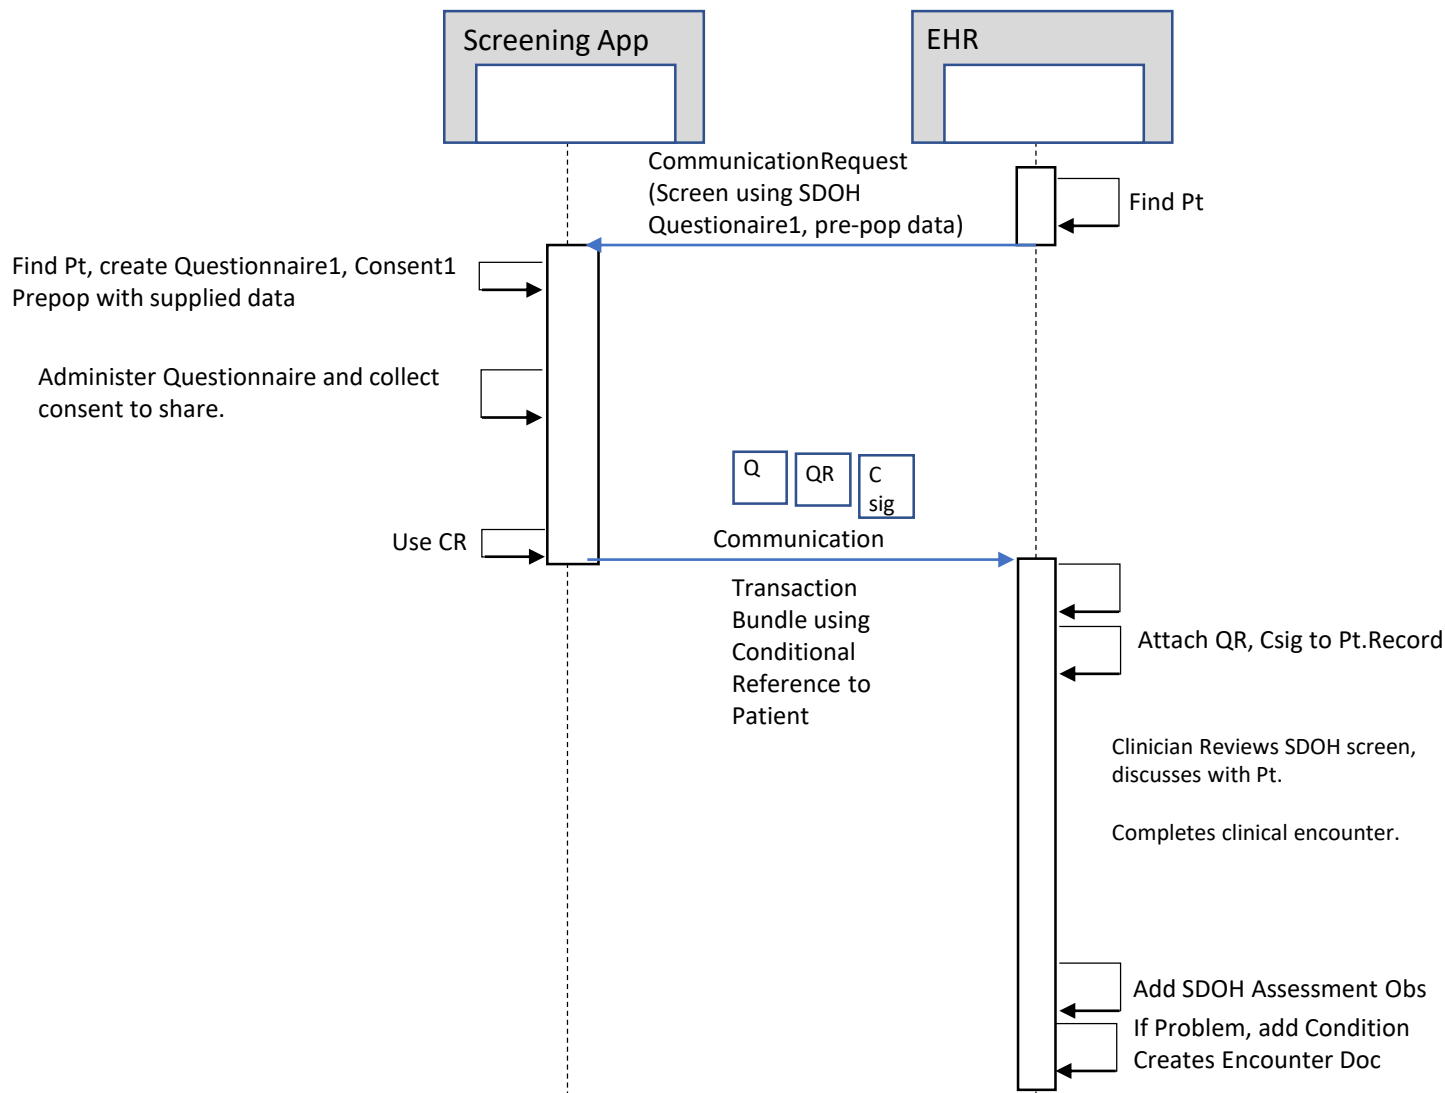 Screening App
EHR
CommunicationRequest
(Screen using SDOH
Questionaire1, pre-pop data)
Find Pt
Find Pt, create Questionnaire1, Consent1
Prepop with supplied data
Administer Questionnaire and collect
consent to share.
Q
QR
C
sig
Use CR
Communication
Transaction
Bundle using
Conditional
Reference to
Patient
Attach QR, Csig to Pt.Record
Clinician Reviews SDOH screen,
discusses with Pt.
Completes clinical encounter.
Add SDOH Assessment Obs
If Problem, add Condition
Creates Encounter Doc